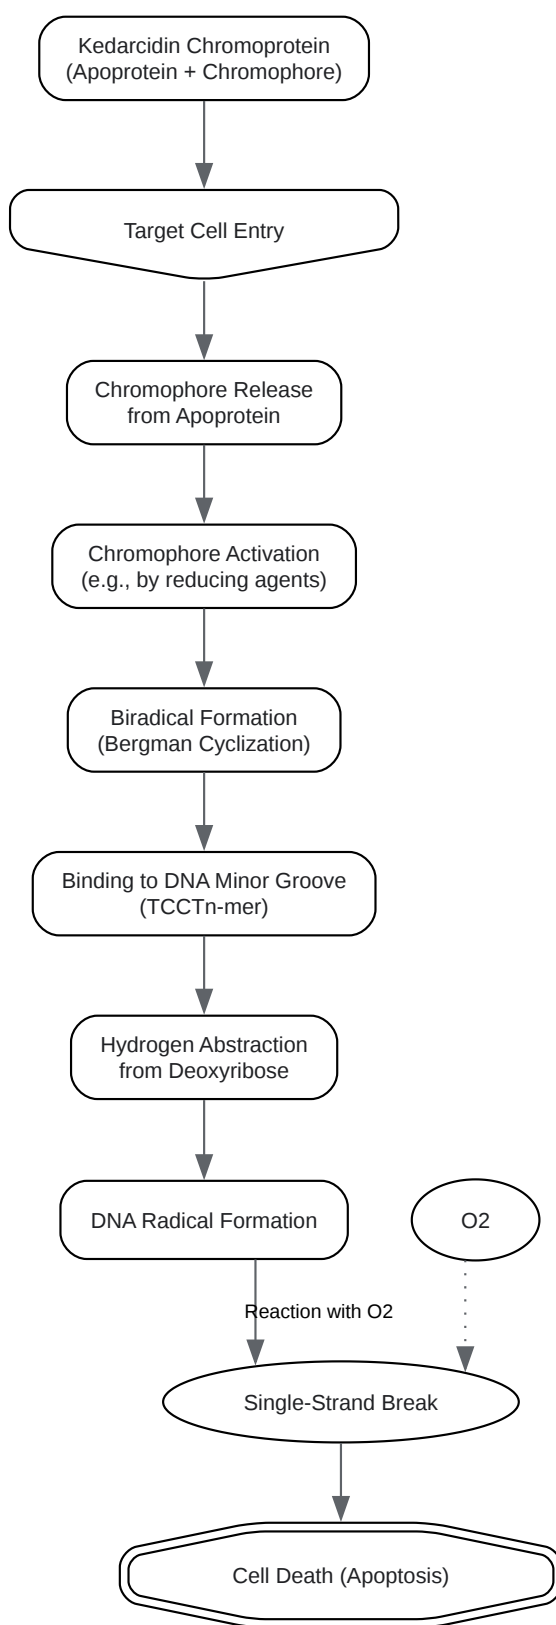 Kedarcidin Chromoprotein
(Apoprotein + Chromophore)
Target Cell Entry
Chromophore Release
from Apoprotein
Chromophore Activation
(e.g., by reducing agents)
Biradical Formation
(Bergman Cyclization)
Binding to DNA Minor Groove
(TCCTn-mer)
Hydrogen Abstraction
from Deoxyribose
DNA Radical Formation
O2
Reaction with O2
Single-Strand Break
Cell Death (Apoptosis)